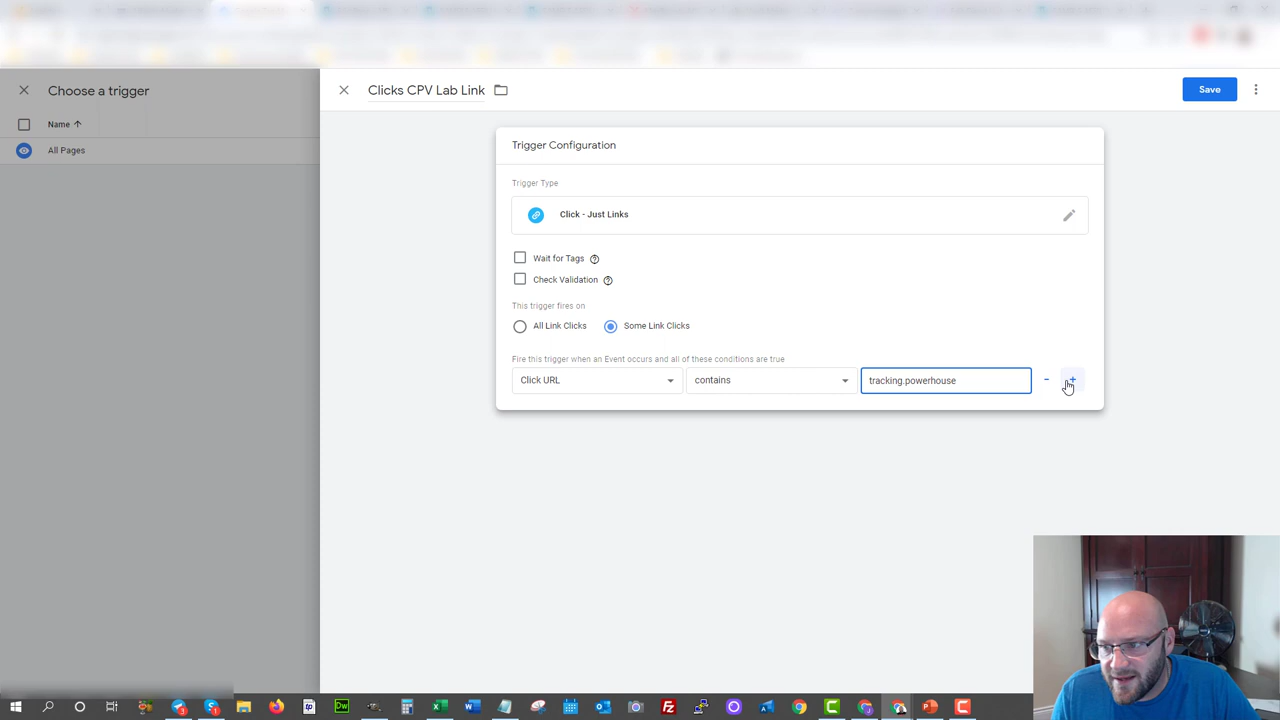 Choose a trigger
Clicks CPV Lab Link
Save
Name
All Pages
Trigger Configuration
Trigger Type
Click - Just Links
Wait for Tags
Check Validation
This trigger fires on
All Link Clicks
Some Link Clicks
Fire this trigger when an Event occurs and all of these conditions are true
Click URL
contains
tracking.powerhouse
- +